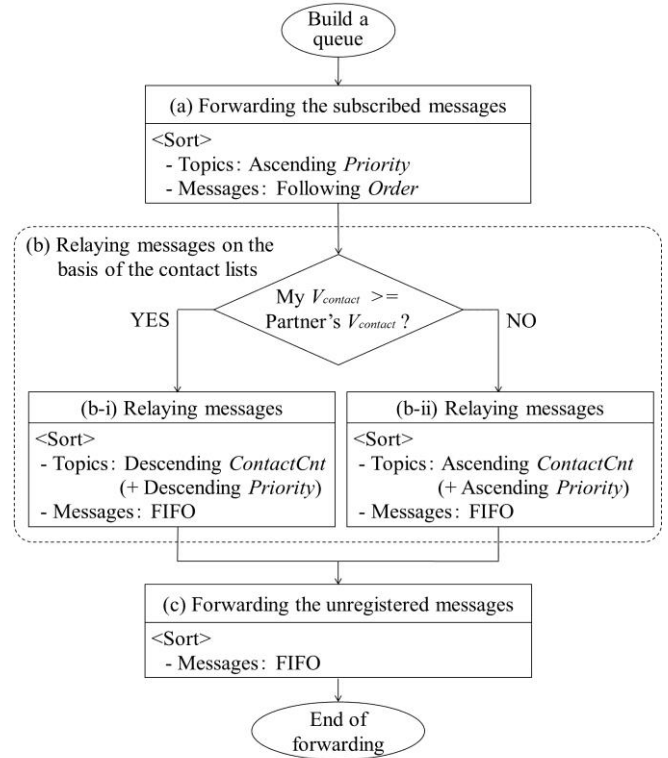 Build a
queue
(a) Forwarding the subscribed messages
<Sort>
- Topics: Ascending Priority
- Messages: Following Order
(b) Relaying messages on the
basis of the contact lists
My Vcontact >=
Partner's Vcontact ?
YES
NO
(b-i) Relaying messages
<Sort>
- Topics: Descending ContactCnt
(+ Descending Priority)
- Messages: FIFO
(b-ii) Relaying messages
<Sort>
- Topics: Ascending ContactCnt
(+ Ascending Priority)
- Messages: FIFO
(c) Forwarding the unregistered messages
<Sort>
- Messages: FIFO
End of
forwarding